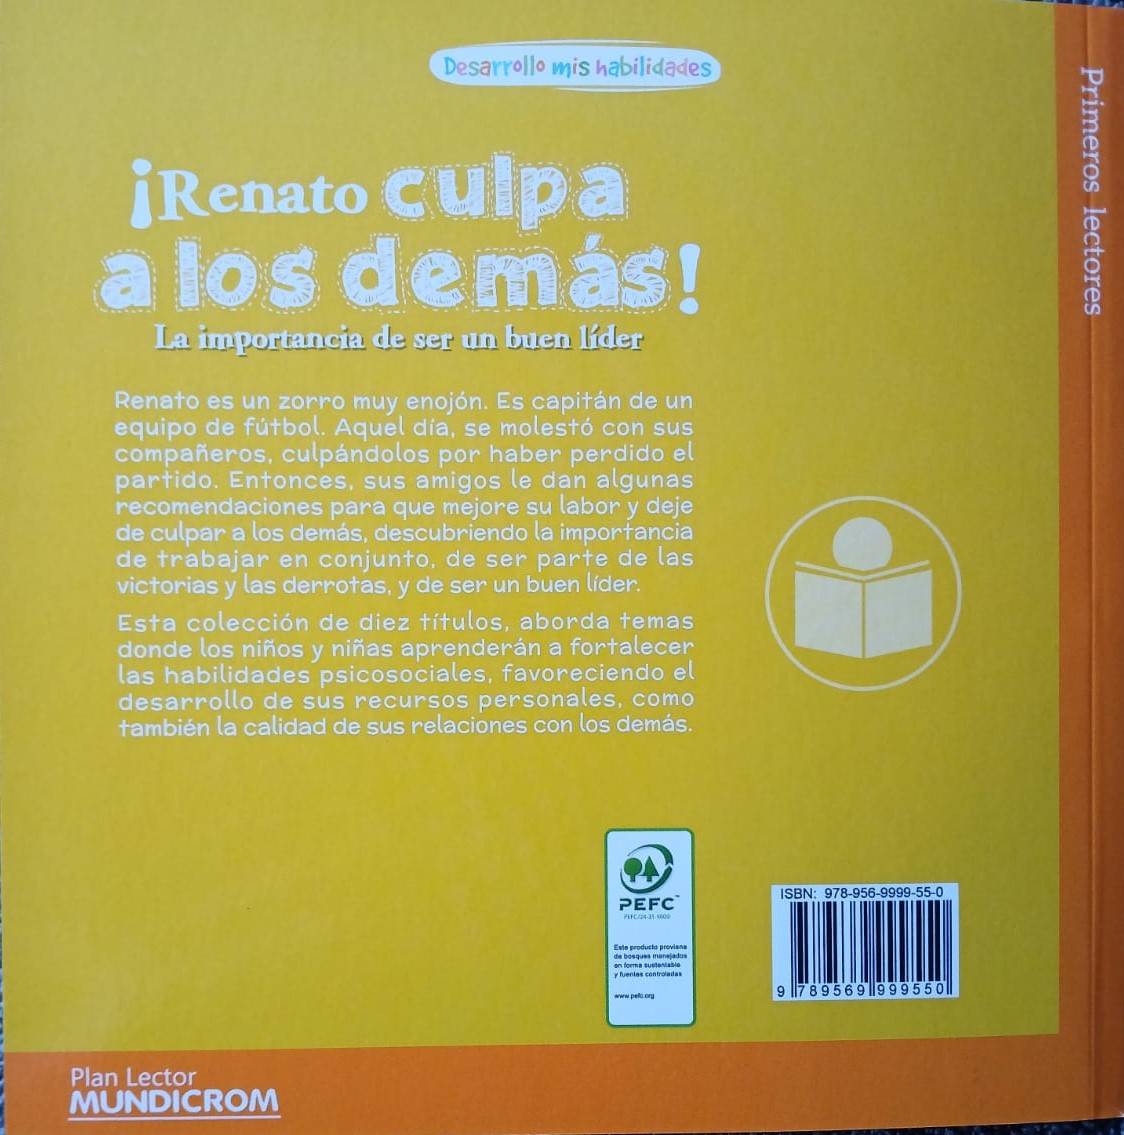 Desarrollo mis habilidades
¡Renato culpa
a los demás!
La importancia de ser un buen líder
Renato es un zorro muy enojón. Es capitán de un
equipo de fútbol. Aquel día, se molestó con sus
compañeros, culpándolos por haber perdido el
partido. Entonces, sus amigos le dan algunas
recomendaciones para que mejore su labor y deje
de culpar a los demás, descubriendo la importancia
de trabajar en conjunto, de ser parte de las
victorias y las derrotas, y de ser un buen líder.
Esta colección de diez títulos, aborda temas
donde los niños y niñas aprenderán a fortalecer
las habilidades psicosociales, favoreciendo el
desarrollo de sus recursos personales, como
también la calidad de sus relaciones con los demás.
Primeros lectores
PEFC™
Este producto proviene
de bosques manejados
en forma sustentable
y fuentes controladas
www.pefc.org
ISBN: 978-956-9999-55-0
9 789569 999550
Plan Lector
MUNDICROM